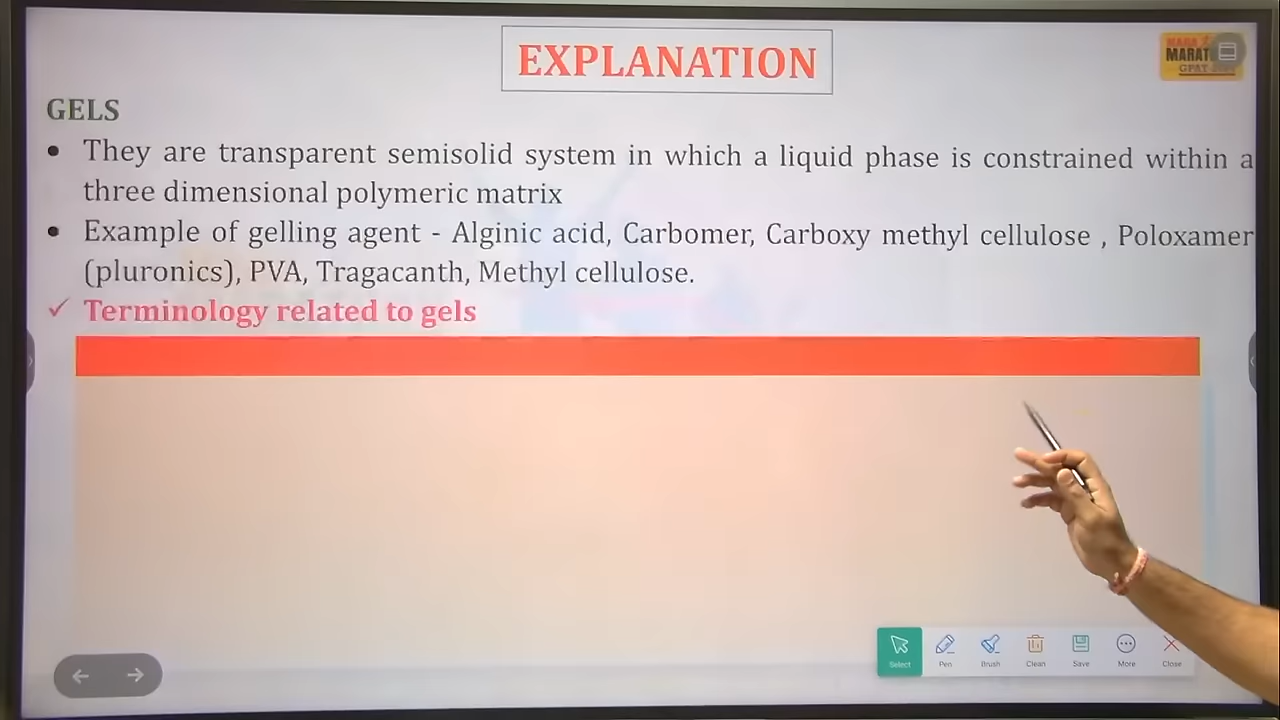 EXPLANATION
MARAT
GPAT
GELS
• They are transparent semisolid system in which a liquid phase is constrained within a
three dimensional polymeric matrix
• Example of gelling agent - Alginic acid, Carbomer, Carboxy methyl cellulose , Poloxamer
(pluronics), PVA, Tragacanth, Methyl cellulose.
✓ Terminology related to gels
Select Pen Brush Clean Save More Close